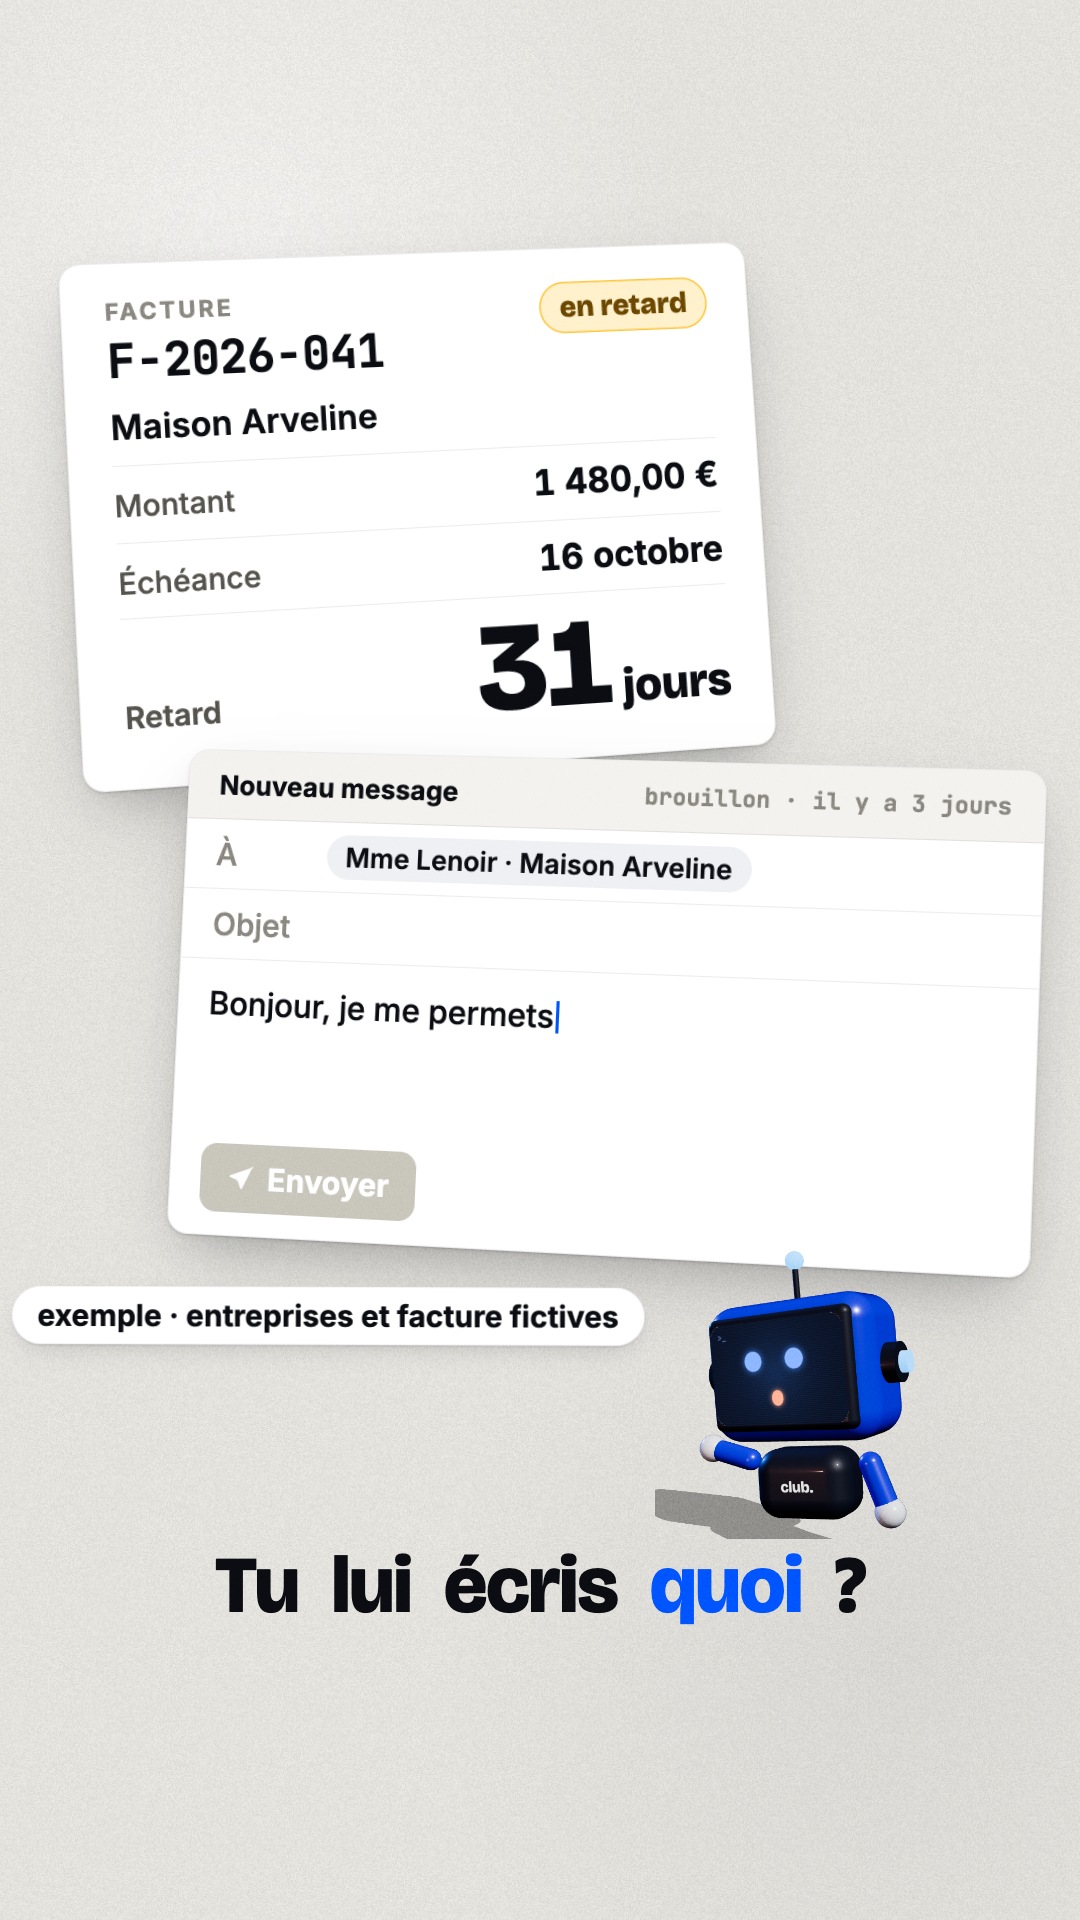 FACTURE
en retard
F-2026-041
Maison Arveline
Montant 1 480,00 €
Échéance 16 octobre
Retard 31 jours
Nouveau message brouillon · il y a 3 jours
À Mme Lenoir · Maison Arveline
Objet
Bonjour, je me permets
Envoyer
exemple · entreprises et facture fictives
>_
club.
Tu lui écris quoi ?